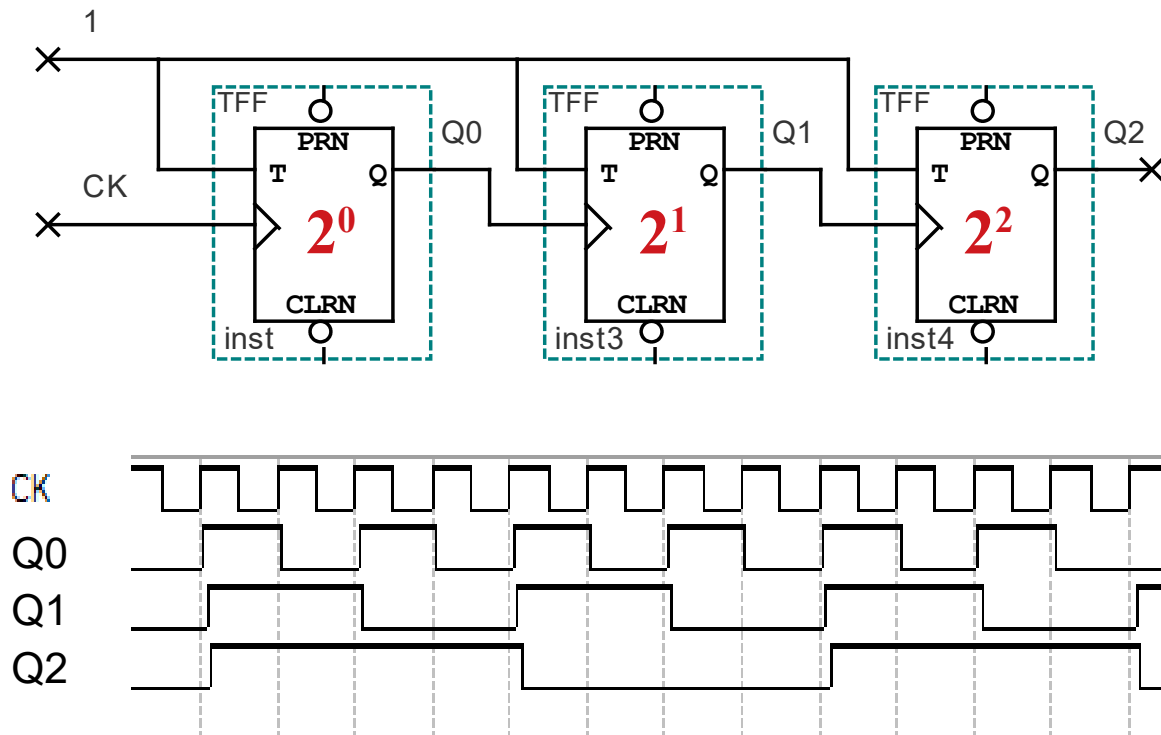 1
TFF TFF TFF
PRN Q0 PRN Q1 PRN Q2
T Q T Q T Q
CK
2⁰ 2¹ 2²
CLRN CLRN CLRN
inst inst3 inst4
CK
Q0
Q1
Q2